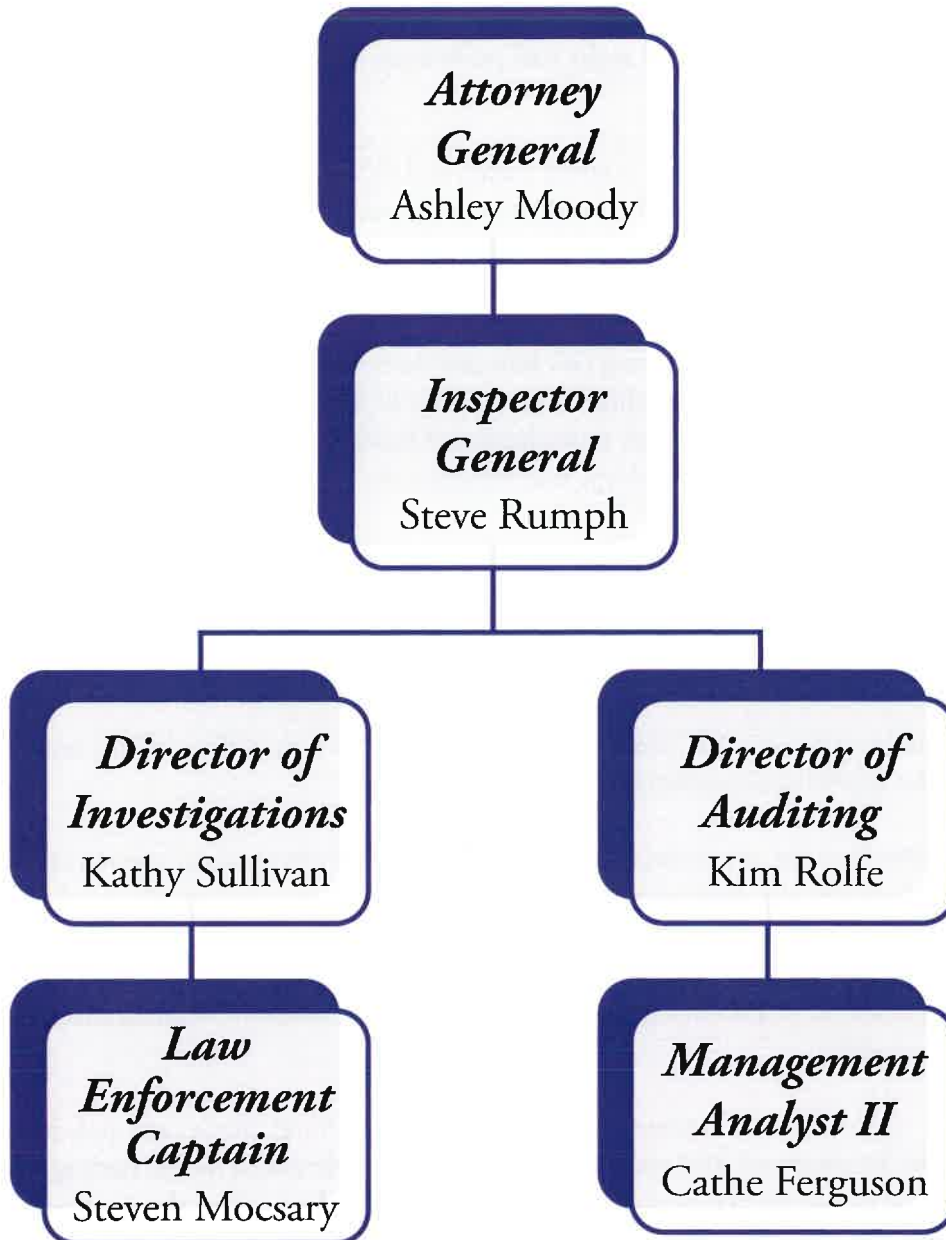 Attorney
General
Ashley Moody
Inspector
General
Steve Rumph
Director of
Investigations
Kathy Sullivan
Director of
Auditing
Kim Rolfe
Law
Enforcement
Captain
Steven Mocsary
Management
Analyst II
Cathe Ferguson